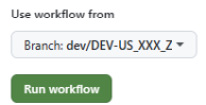 Use workflow from
Branch: dev/DEV-US_XXX_Z
Run workflow